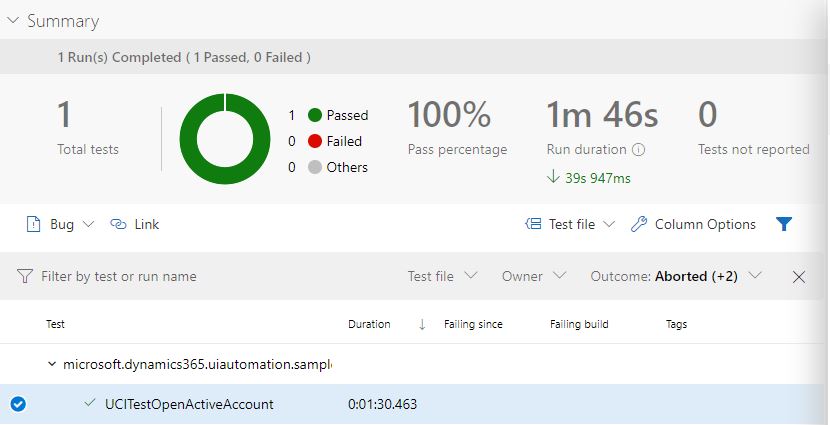 Summary
1 Run(s) Completed ( 1 Passed, 0 Failed )
1
Total tests
1 Passed
0 Failed
0 Others
100%
Pass percentage
1m 46s
Run duration
39s 947ms
0
Tests not reported
Bug Link Test file Column Options
Filter by test or run name Test file Owner Outcome: Aborted (+2)
Test Duration Failing since Failing build Tags
microsoft.dynamics365.uiautomation.sampl
UCITestOpenActiveAccount 0:01:30.463